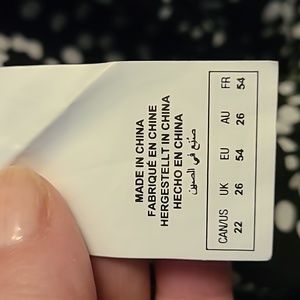 MADE IN CHINA
FABRIQUÉ EN CHINE
HERGESTELLT IN CHINA
HECHO EN CHINA
صنع في الصين
CAN/US UK EU AU FR
22 26 54 26 54